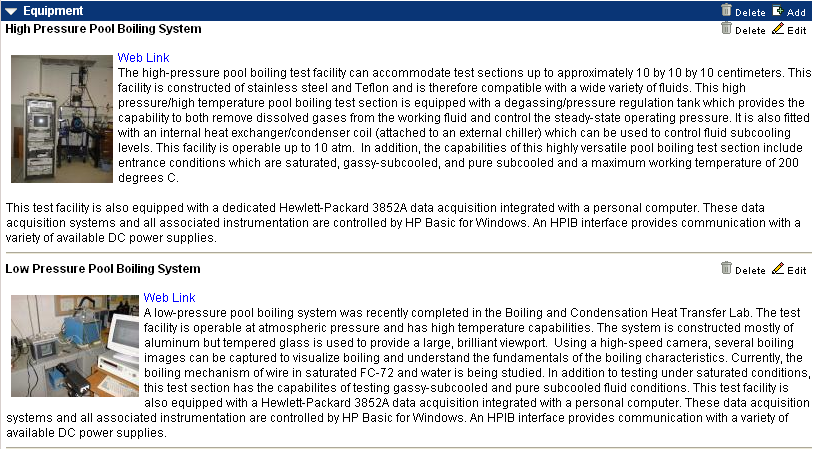 Equipment Delete Add
High Pressure Pool Boiling System Delete Edit
Web Link
The high-pressure pool boiling test facility can accommodate test sections up to approximately 10 by 10 by 10 centimeters. This
facility is constructed of stainless steel and Teflon and is therefore compatible with a wide variety of fluids. This high
pressure/high temperature pool boiling test section is equipped with a degassing/pressure regulation tank which provides the
capability to both remove dissolved gases from the working fluid and control the steady-state operating pressure. It is also fitted
with an internal heat exchanger/condenser coil (attached to an external chiller) which can be used to control fluid subcooling
levels. This facility is operable up to 10 atm.  In addition, the capabilities of this highly versatile pool boiling test section include
entrance conditions which are saturated, gassy-subcooled, and pure subcooled and a maximum working temperature of 200
degrees C.
This test facility is also equipped with a dedicated Hewlett-Packard 3852A data acquisition integrated with a personal computer. These data
acquisition systems and all associated instrumentation are controlled by HP Basic for Windows. An HPIB interface provides communication with a
variety of available DC power supplies.
Low Pressure Pool Boiling System Delete Edit
Web Link
A low-pressure pool boiling system was recently completed in the Boiling and Condensation Heat Transfer Lab. The test
facility is operable at atmospheric pressure and has high temperature capabilities. The system is constructed mostly of
aluminum but tempered glass is used to provide a large, brilliant viewport.  Using a high-speed camera, several boiling
images can be captured to visualize boiling and understand the fundamentals of the boiling characteristics. Currently, the
boiling mechanism of wire in saturated FC-72 and water is being studied. In addition to testing under saturated conditions,
this test section has the capabilites of testing gassy-subcooled and pure subcooled fluid conditions. This test facility is
also equipped with a Hewlett-Packard 3852A data acquisition integrated with a personal computer. These data acquisition
systems and all associated instrumentation are controlled by HP Basic for Windows. An HPIB interface provides communication with a variety of
available DC power supplies.